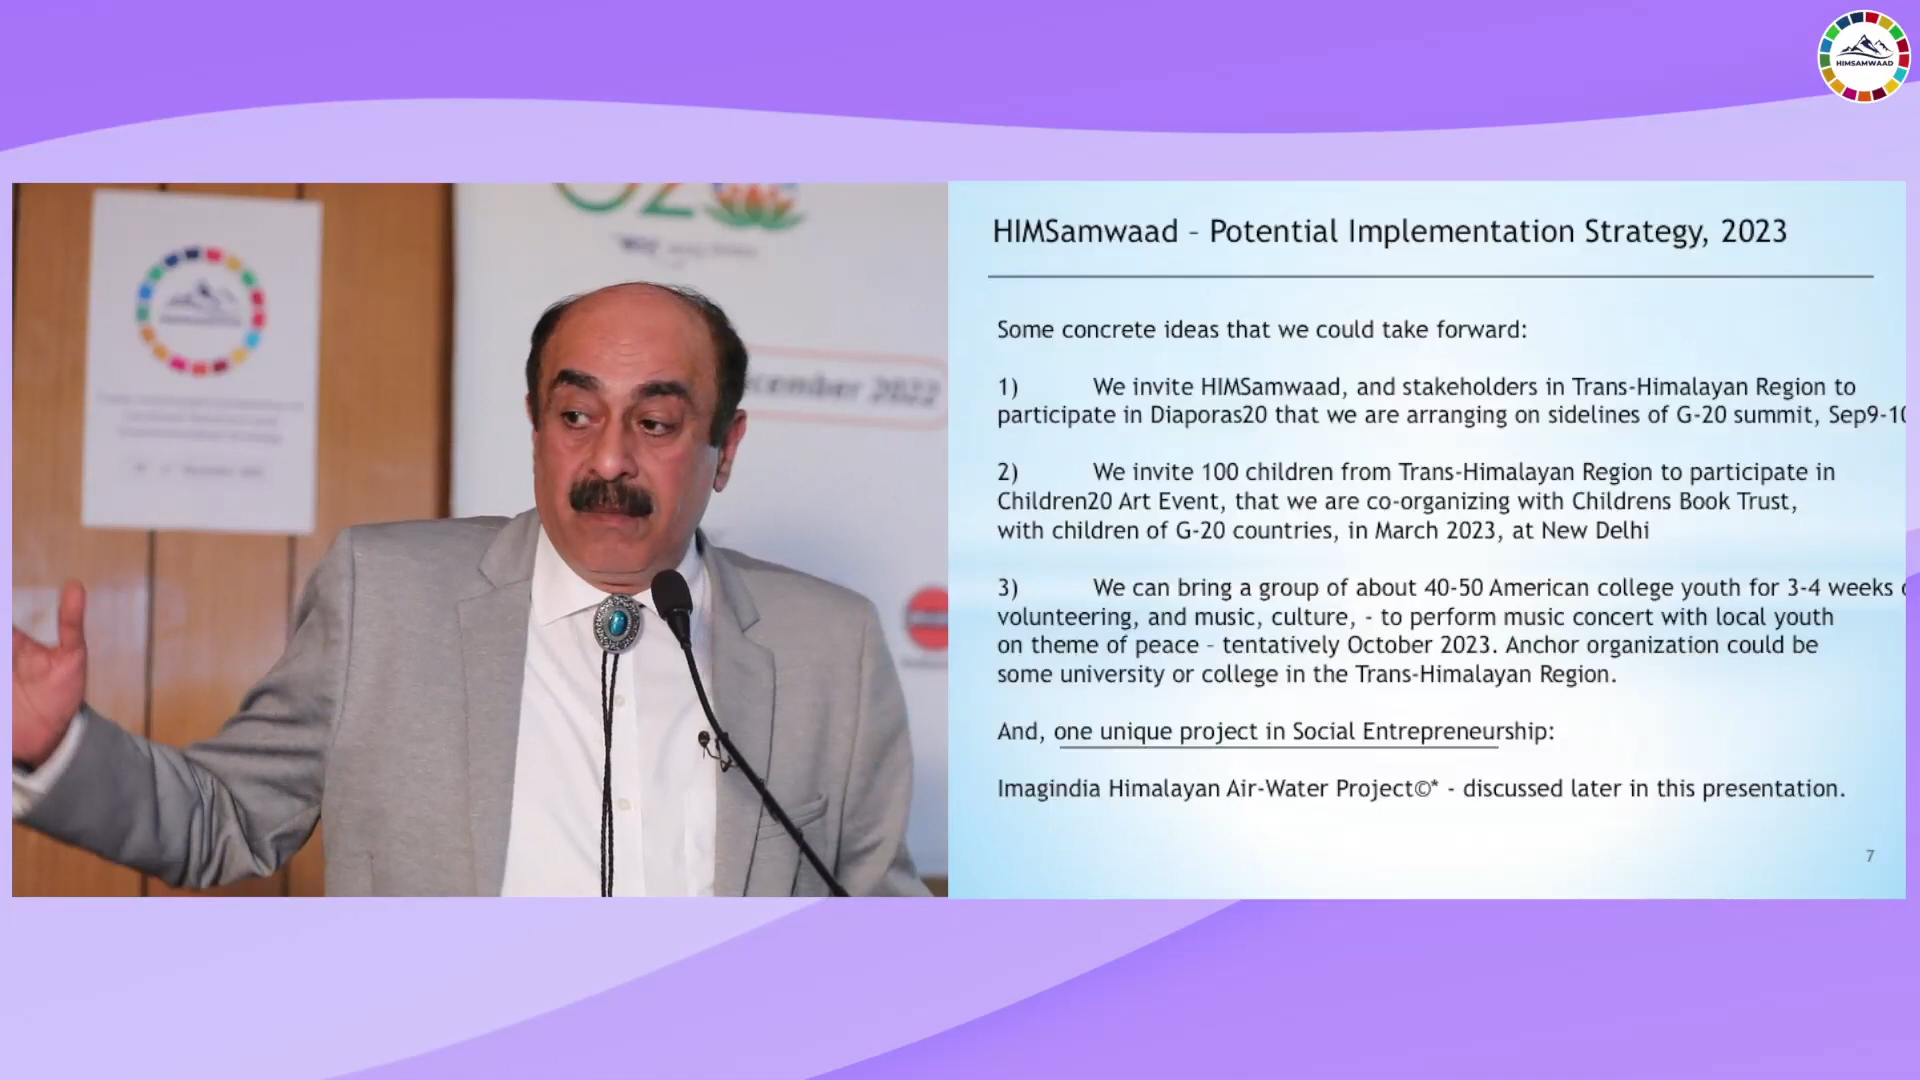 HIMSAMWAAD
G20
ecember 2022
HIMSamwaad – Potential Implementation Strategy, 2023
Some concrete ideas that we could take forward:
1) We invite HIMSamwaad, and stakeholders in Trans-Himalayan Region to
participate in Diaporas20 that we are arranging on sidelines of G-20 summit, Sep9-10
2) We invite 100 children from Trans-Himalayan Region to participate in
Children20 Art Event, that we are co-organizing with Childrens Book Trust,
with children of G-20 countries, in March 2023, at New Delhi
3) We can bring a group of about 40-50 American college youth for 3-4 weeks
volunteering, and music, culture, - to perform music concert with local youth
on theme of peace – tentatively October 2023. Anchor organization could be
some university or college in the Trans-Himalayan Region.
And, one unique project in Social Entrepreneurship:
Imagindia Himalayan Air-Water Project©* - discussed later in this presentation.
7